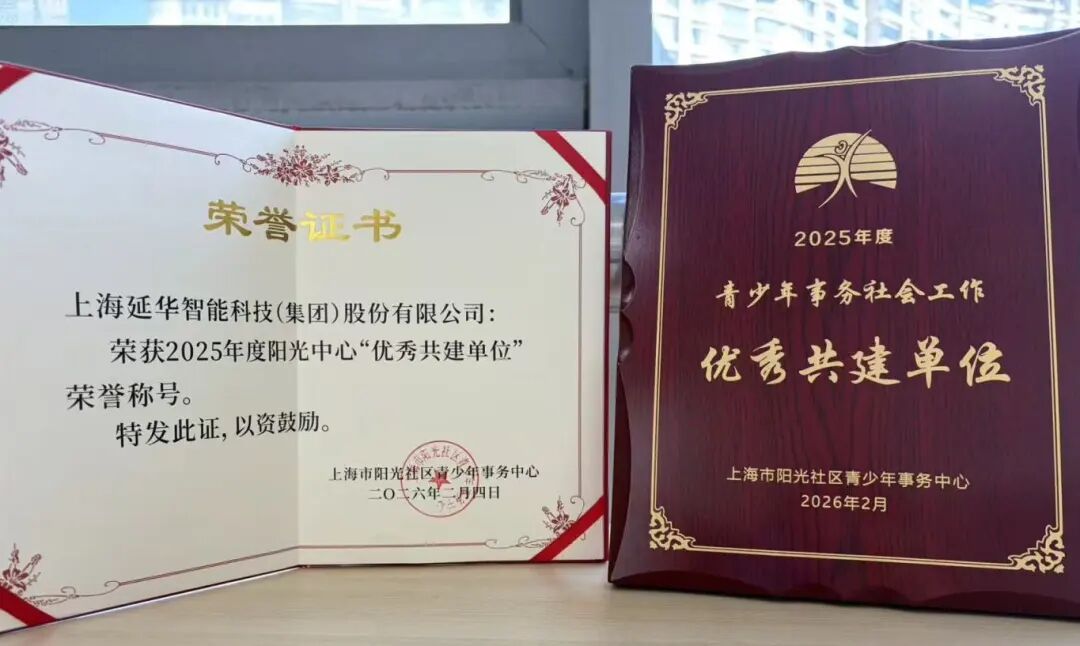 荣誉证书
上海延华智能科技(集团)股份有限公司：
荣获2025年度阳光中心“优秀共建单位”
荣誉称号。
特发此证，以资鼓励。
上海市阳光社区青少年事务中心
二〇二六年二月四日
2025年度
青少年事务社会工作
优秀共建单位
上海市阳光社区青少年事务中心
2026年2月